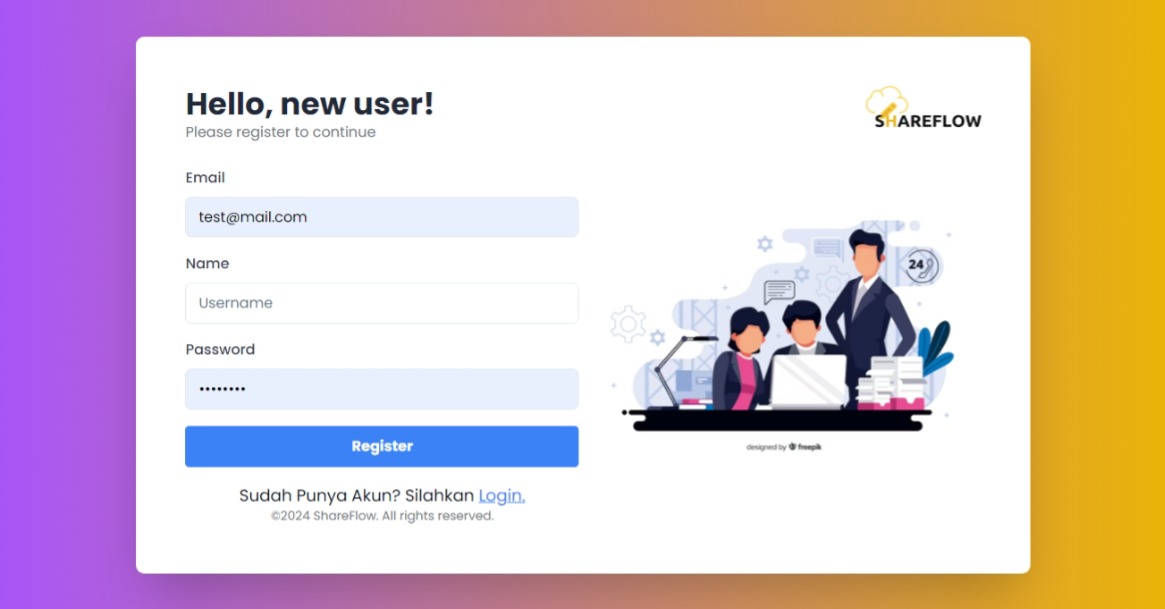 Hello, new user!
Please register to continue
Email
test@mail.com
Name
Username
Password
••••••••
Register
Sudah Punya Akun? Silahkan Login.
©2024 ShareFlow. All rights reserved.
SHAREFLOW
24
designed by freepik